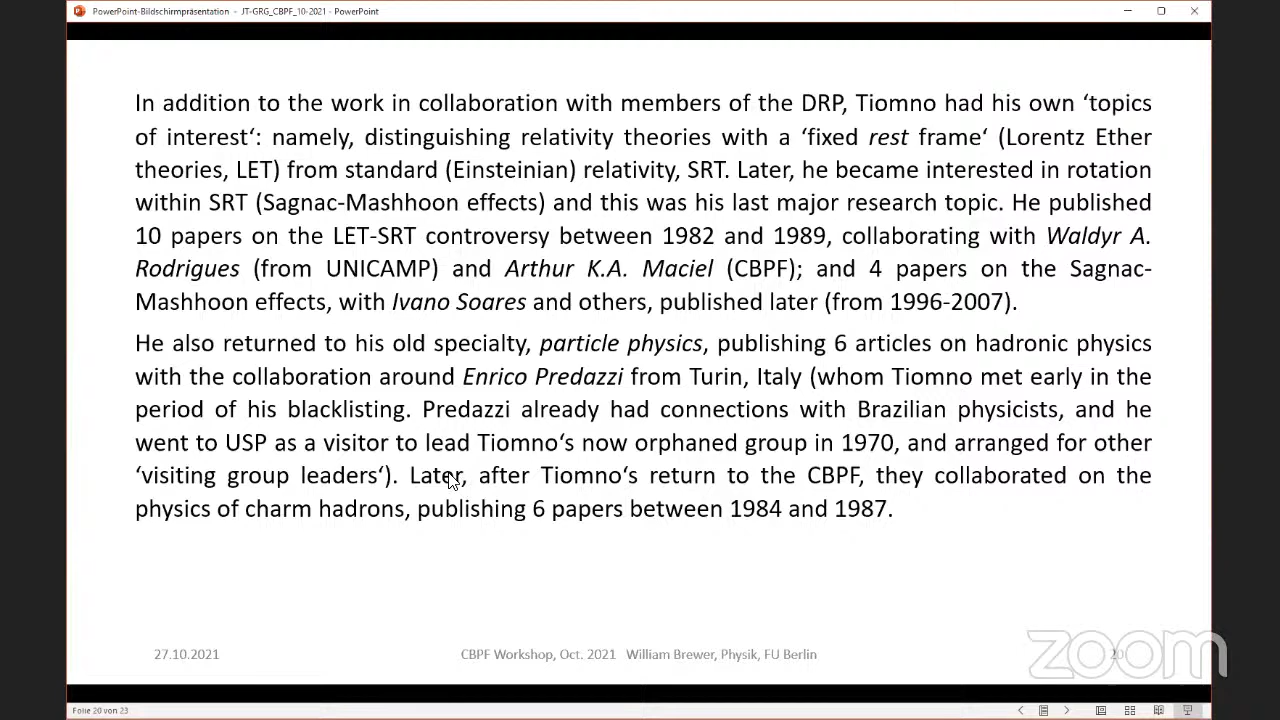 PowerPoint-Bildschirmpräsentation - JT-GRG_CBPF_10-2021 - PowerPoint
In addition to the work in collaboration with members of the DRP, Tiomno had his own ‘topics
of interest‘: namely, distinguishing relativity theories with a ‘fixed rest frame‘ (Lorentz Ether
theories, LET) from standard (Einsteinian) relativity, SRT. Later, he became interested in rotation
within SRT (Sagnac-Mashhoon effects) and this was his last major research topic. He published
10 papers on the LET-SRT controversy between 1982 and 1989, collaborating with Waldyr A.
Rodrigues (from UNICAMP) and Arthur K.A. Maciel (CBPF); and 4 papers on the Sagnac-
Mashhoon effects, with Ivano Soares and others, published later (from 1996-2007).
He also returned to his old specialty, particle physics, publishing 6 articles on hadronic physics
with the collaboration around Enrico Predazzi from Turin, Italy (whom Tiomno met early in the
period of his blacklisting. Predazzi already had connections with Brazilian physicists, and he
went to USP as a visitor to lead Tiomno‘s now orphaned group in 1970, and arranged for other
‘visiting group leaders‘). Later, after Tiomno‘s return to the CBPF, they collaborated on the
physics of charm hadrons, publishing 6 papers between 1984 and 1987.
27.10.2021 CBPF Workshop, Oct. 2021 William Brewer, Physik, FU Berlin 20
zoom
Folie 20 von 23